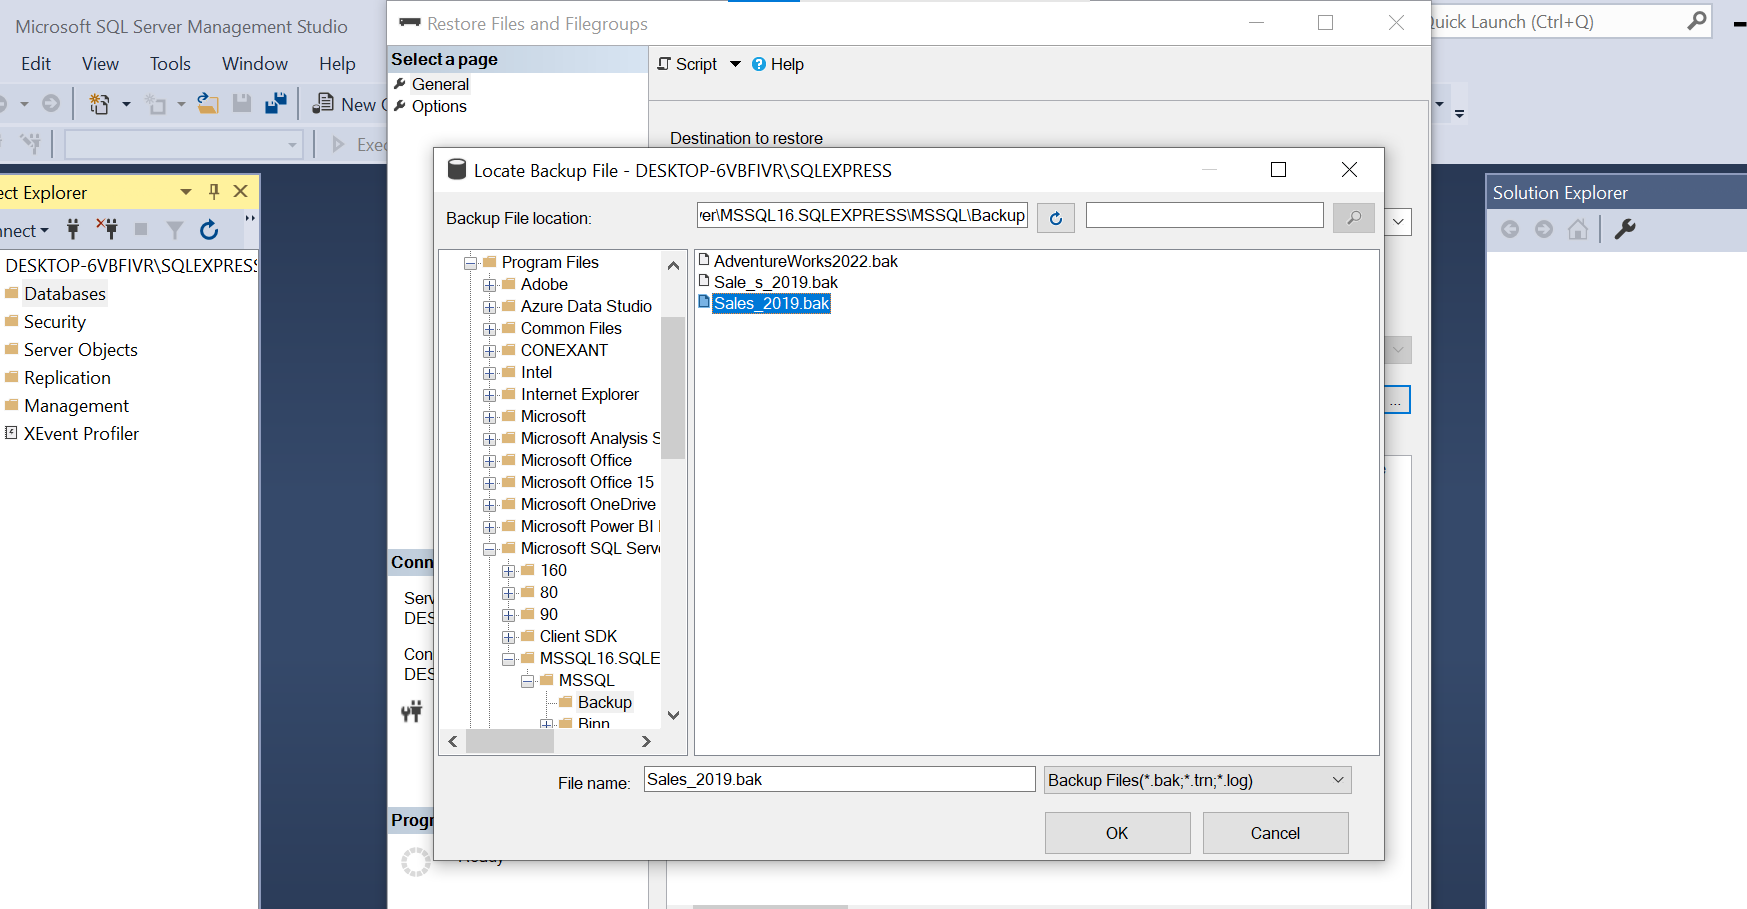 Microsoft SQL Server Management Studio
Edit View Tools Window Help
New
Exec
Quick Launch (Ctrl+Q)
Restore Files and Filegroups
Select a page
General
Options
Script Help
Destination to restore
ect Explorer
nnect
DESKTOP-6VBFIVR\SQLEXPRESS
Databases
Security
Server Objects
Replication
Management
XEvent Profiler
Locate Backup File - DESKTOP-6VBFIVR\SQLEXPRESS
Backup File location:
ver\MSSQL16.SQLEXPRESS\MSSQL\Backup
Program Files
Adobe
Azure Data Studio
Common Files
CONEXANT
Intel
Internet Explorer
Microsoft
Microsoft Analysis S
Microsoft Office
Microsoft Office 15
Microsoft OneDrive
Microsoft Power BI
Microsoft SQL Serve
160
80
90
Client SDK
MSSQL16.SQLE
MSSQL
Backup
Binn
AdventureWorks2022.bak
Sale_s_2019.bak
Sales_2019.bak
...
File name: Sales_2019.bak
Backup Files(*.bak;*.trn;*.log)
OK
Cancel
Conn
Serv
DES
Con
DES
Progr
Ready
Solution Explorer